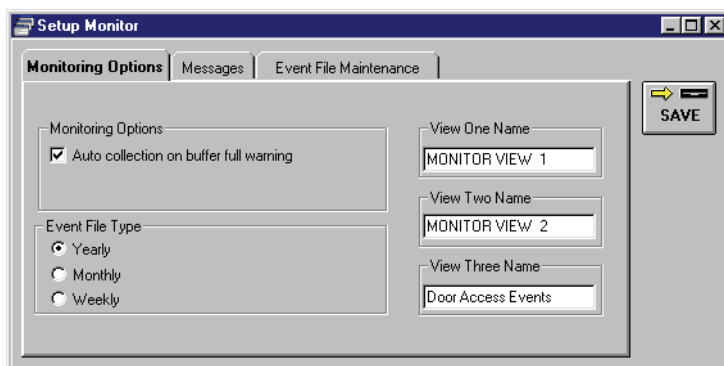 Setup Monitor
Monitoring Options
Messages
Event File Maintenance
SAVE
Monitoring Options
Auto collection on buffer full warning
Event File Type
Yearly
Monthly
Weekly
View One Name
MONITOR VIEW 1
View Two Name
MONITOR VIEW 2
View Three Name
Door Access Events